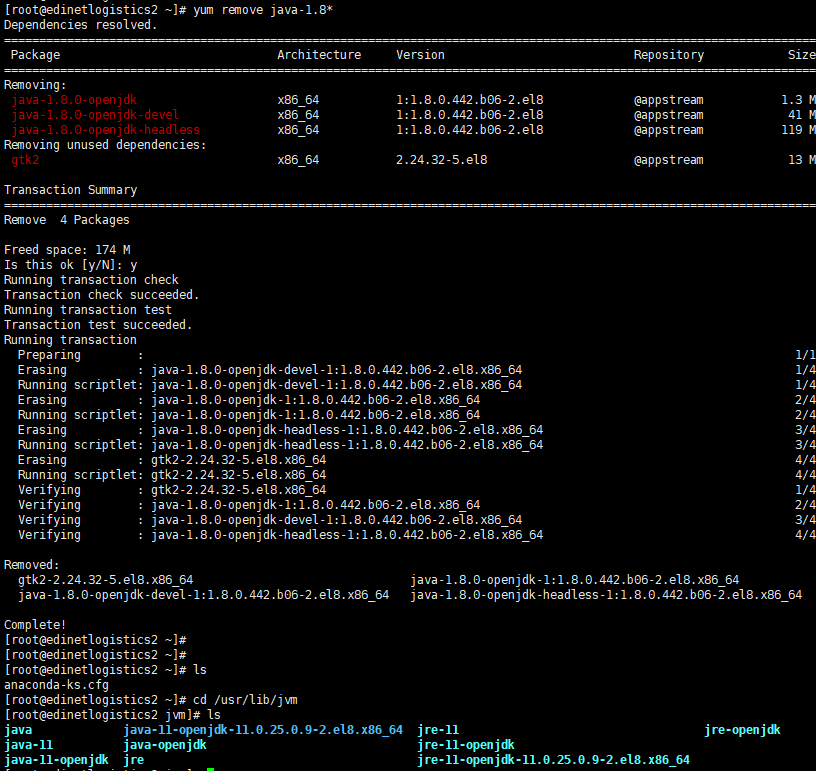 [root@edinetlogistics2 ~]# yum remove java-1.8*
Dependencies resolved.
================================================================================
Package Architecture Version Repository Size
================================================================================
Removing:
java-1.8.0-openjdk x86_64 1:1.8.0.442.b06-2.el8 @appstream 1.3 M
java-1.8.0-openjdk-devel x86_64 1:1.8.0.442.b06-2.el8 @appstream 41 M
java-1.8.0-openjdk-headless x86_64 1:1.8.0.442.b06-2.el8 @appstream 119 M
Removing unused dependencies:
gtk2 x86_64 2.24.32-5.el8 @appstream 13 M
Transaction Summary
================================================================================
Remove 4 Packages
Freed space: 174 M
Is this ok [y/N]: y
Running transaction check
Transaction check succeeded.
Running transaction test
Transaction test succeeded.
Running transaction
Preparing : 1/1
Erasing : java-1.8.0-openjdk-devel-1:1.8.0.442.b06-2.el8.x86_64 1/4
Running scriptlet: java-1.8.0-openjdk-devel-1:1.8.0.442.b06-2.el8.x86_64 1/4
Erasing : java-1.8.0-openjdk-1:1.8.0.442.b06-2.el8.x86_64 2/4
Running scriptlet: java-1.8.0-openjdk-1:1.8.0.442.b06-2.el8.x86_64 2/4
Erasing : java-1.8.0-openjdk-headless-1:1.8.0.442.b06-2.el8.x86_64 3/4
Running scriptlet: java-1.8.0-openjdk-headless-1:1.8.0.442.b06-2.el8.x86_64 3/4
Erasing : gtk2-2.24.32-5.el8.x86_64 4/4
Running scriptlet: gtk2-2.24.32-5.el8.x86_64 4/4
Verifying : gtk2-2.24.32-5.el8.x86_64 1/4
Verifying : java-1.8.0-openjdk-1:1.8.0.442.b06-2.el8.x86_64 2/4
Verifying : java-1.8.0-openjdk-devel-1:1.8.0.442.b06-2.el8.x86_64 3/4
Verifying : java-1.8.0-openjdk-headless-1:1.8.0.442.b06-2.el8.x86_64 4/4
Removed:
gtk2-2.24.32-5.el8.x86_64 java-1.8.0-openjdk-1:1.8.0.442.b06-2.el8.x86_64
java-1.8.0-openjdk-devel-1:1.8.0.442.b06-2.el8.x86_64 java-1.8.0-openjdk-headless-1:1.8.0.442.b06-2.el8.x86_64
Complete!
[root@edinetlogistics2 ~]#
[root@edinetlogistics2 ~]#
[root@edinetlogistics2 ~]# ls
anaconda-ks.cfg
[root@edinetlogistics2 ~]# cd /usr/lib/jvm
[root@edinetlogistics2 jvm]# ls
java java-11-openjdk-11.0.25.0.9-2.el8.x86_64 jre-11 jre-openjdk
java-11 java-openjdk jre-11-openjdk
java-11-openjdk jre jre-11-openjdk-11.0.25.0.9-2.el8.x86_64